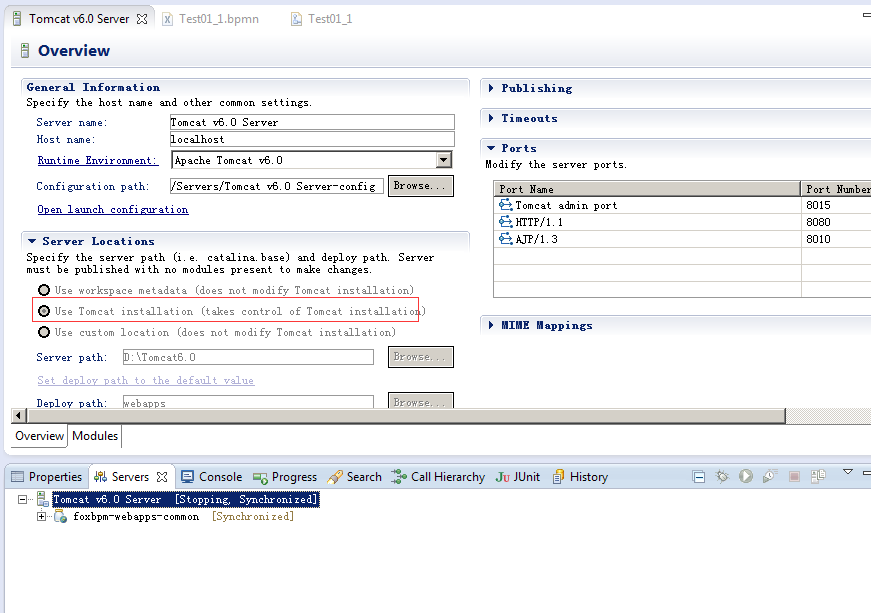 Tomcat v6.0 Server
Test01_1.bpmn
Test01_1
Overview
General Information
Specify the host name and other common settings.
Server name:
Tomcat v6.0 Server
Host name:
localhost
Runtime Environment:
Apache Tomcat v6.0
Configuration path:
/Servers/Tomcat v6.0 Server-config
Browse...
Open launch configuration
Server Locations
Specify the server path (i.e. catalina.base) and deploy path. Server
must be published with no modules present to make changes.
Use workspace metadata (does not modify Tomcat installation)
Use Tomcat installation (takes control of Tomcat installation)
Use custom location (does not modify Tomcat installation)
Server path:
D:\Tomcat6.0
Browse...
Set deploy path to the default value
Deploy path:
webapps
Browse...
Publishing
Timeouts
Ports
Modify the server ports.
Port Name
Port Number
Tomcat admin port
8015
HTTP/1.1
8080
AJP/1.3
8010
MIME Mappings
Overview
Modules
Properties
Servers
Console
Progress
Search
Call Hierarchy
Ju JUnit
History
Tomcat v6.0 Server [Stopping, Synchronized]
foxbpm-webapps-common [Synchronized]